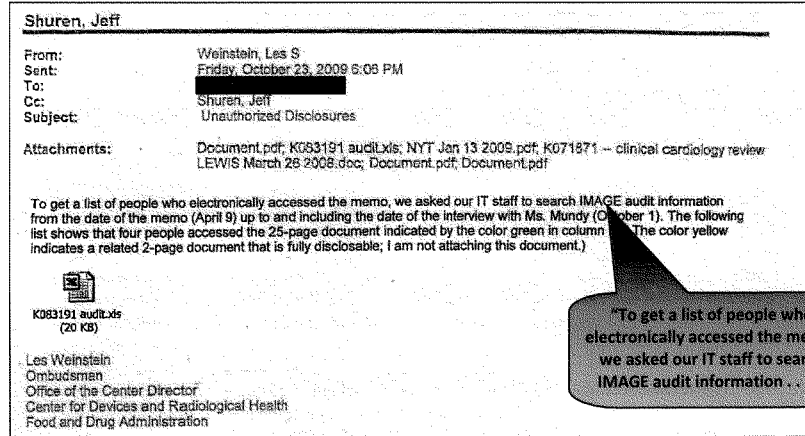 Shuren, Jeff
From: Weinstein, Les S
Sent: Friday, October 23, 2009 6:06 PM
To:
Cc: Shuren, Jeff
Subject: Unauthorized Disclosures
Attachments: Document.pdf; K083191 audit.xls; NYT Jan 13 2009.pdf; K071871 -- clinical cardiology review
LEWIS March 26 2008.doc; Document.pdf; Document.pdf
To get a list of people who electronically accessed the memo, we asked our IT staff to search IMAGE audit information
from the date of the memo (April 9) up to and including the date of the interview with Ms. Mundy (October 1). The following
list shows that four people accessed the 25-page document indicated by the color green in column The color yellow
indicates a related 2-page document that is fully disclosable; I am not attaching this document.)
K083191 audit.xls
(20 KB)
"To get a list of people who
electronically accessed the me
we asked our IT staff to sear
IMAGE audit information . .
Les Weinstein
Ombudsman
Office of the Center Director
Center for Devices and Radiological Health
Food and Drug Administration